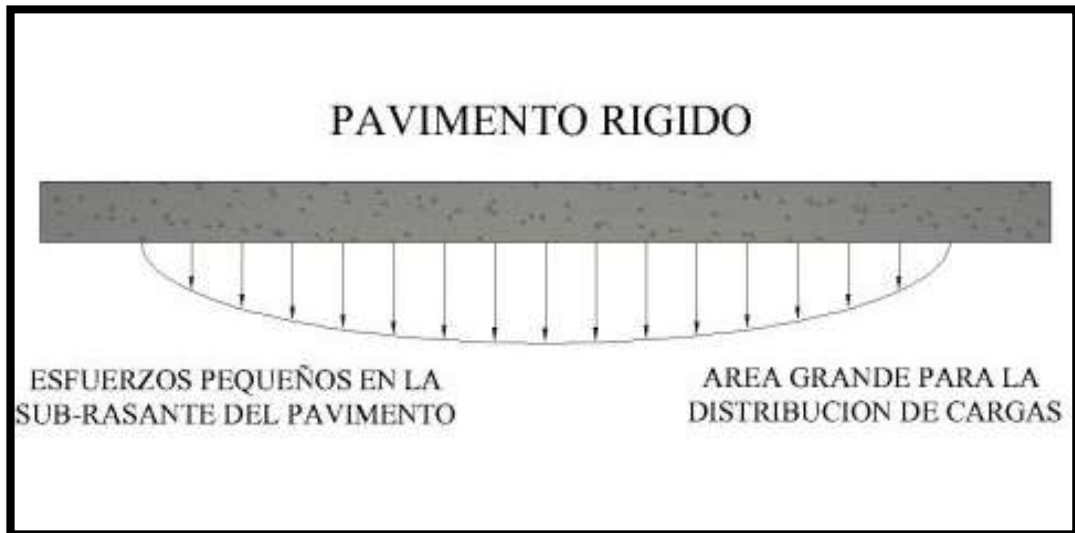 PAVIMENTO RIGIDO
ESFUERZOS PEQUEÑOS EN LA
SUB-RASANTE DEL PAVIMENTO
AREA GRANDE PARA LA
DISTRIBUCION DE CARGAS